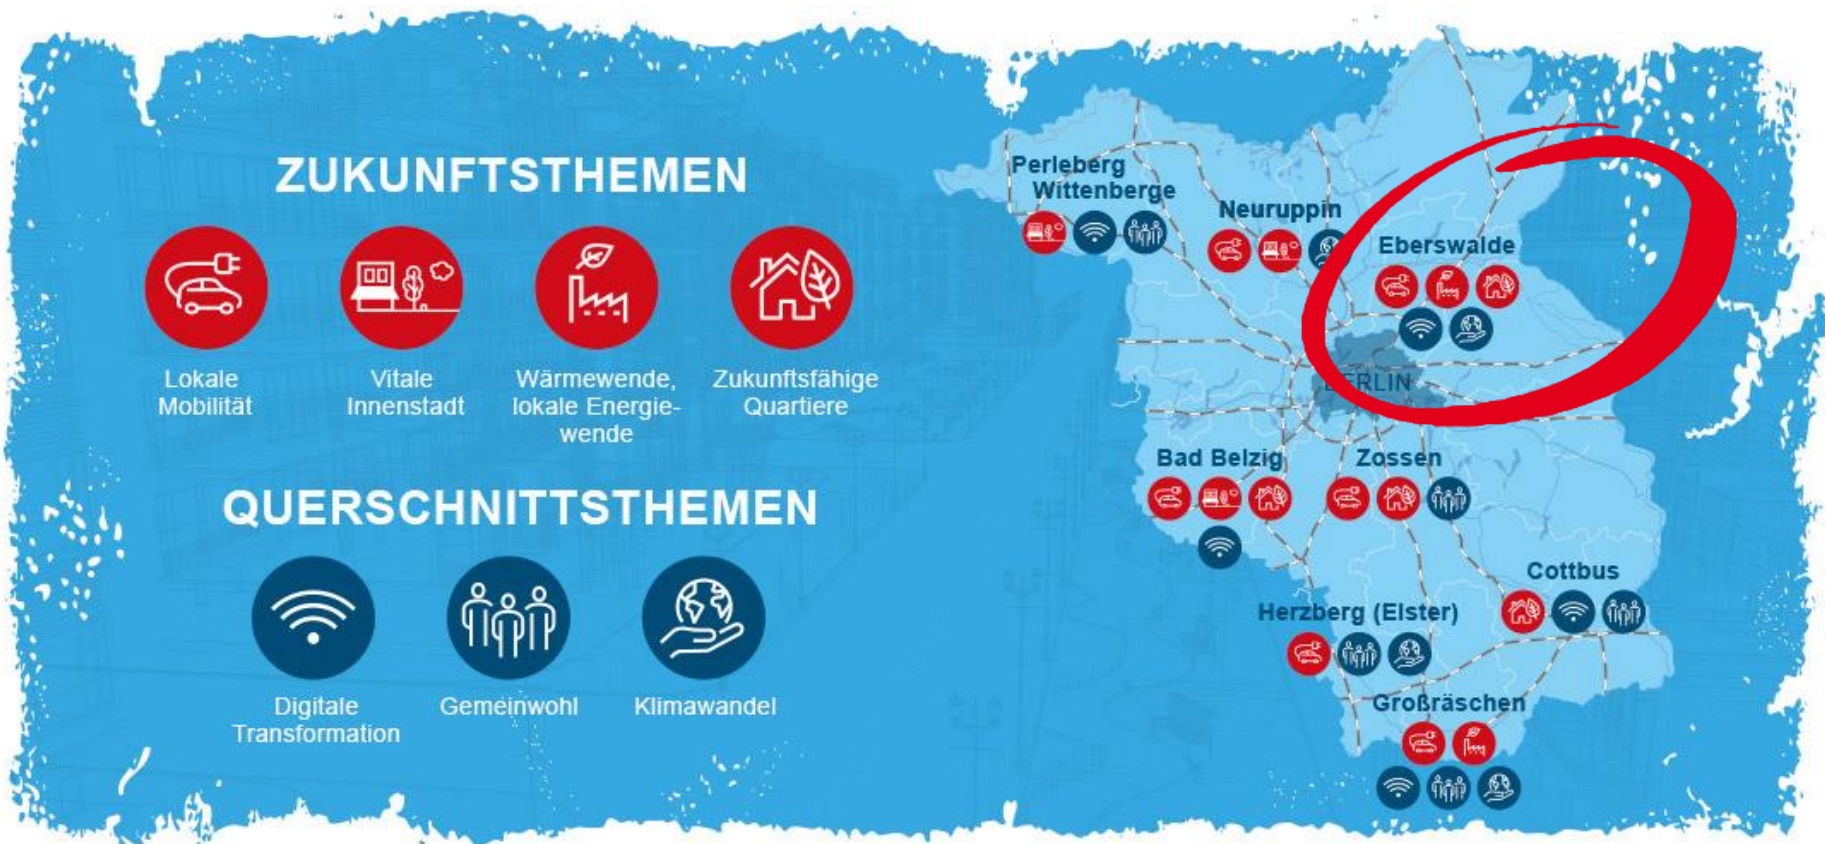 ZUKUNFTSTHEMEN
Lokale
Mobilität
Vitale
Innenstadt
Wärmewende,
lokale Energie-
wende
Zukunftsfähige
Quartiere
QUERSCHNITTSTHEMEN
Digitale
Transformation
Gemeinwohl
Klimawandel
Perleberg
Wittenberge
Neuruppin
Eberswalde
BERLIN
Bad Belzig
Zossen
Cottbus
Herzberg (Elster)
Großräschen